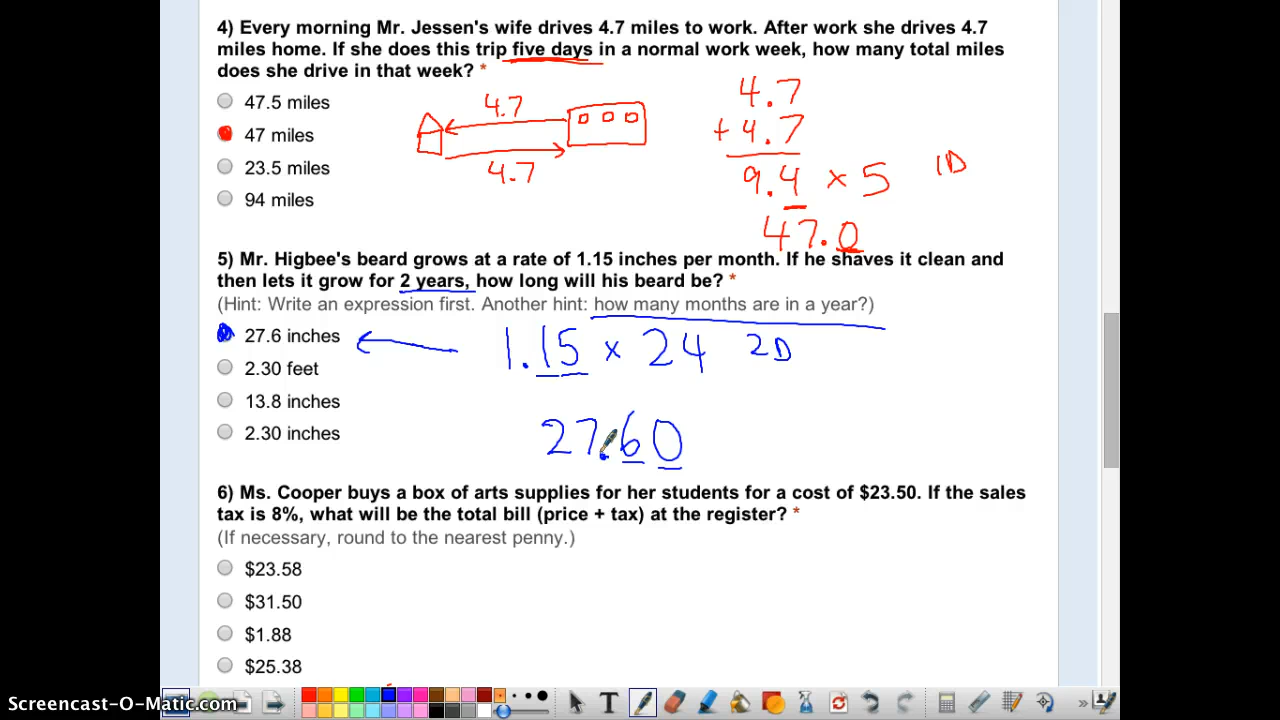 4) Every morning Mr. Jessen's wife drives 4.7 miles to work. After work she drives 4.7
miles home. If she does this trip five days in a normal work week, how many total miles
does she drive in that week? *
47.5 miles
47 miles
23.5 miles
94 miles
4.7
4.7
4.7
+ 4.7
9.4 x 5 1D
47.0
5) Mr. Higbee's beard grows at a rate of 1.15 inches per month. If he shaves it clean and
then lets it grow for 2 years, how long will his beard be? *
(Hint: Write an expression first. Another hint: how many months are in a year?)
27.6 inches
2.30 feet
13.8 inches
2.30 inches
1.15 x 24 2D
27.60
6) Ms. Cooper buys a box of arts supplies for her students for a cost of $23.50. If the sales
tax is 8%, what will be the total bill (price + tax) at the register? *
(If necessary, round to the nearest penny.)
$23.58
$31.50
$1.88
$25.38
T
»
Screencast-O-Matic.com